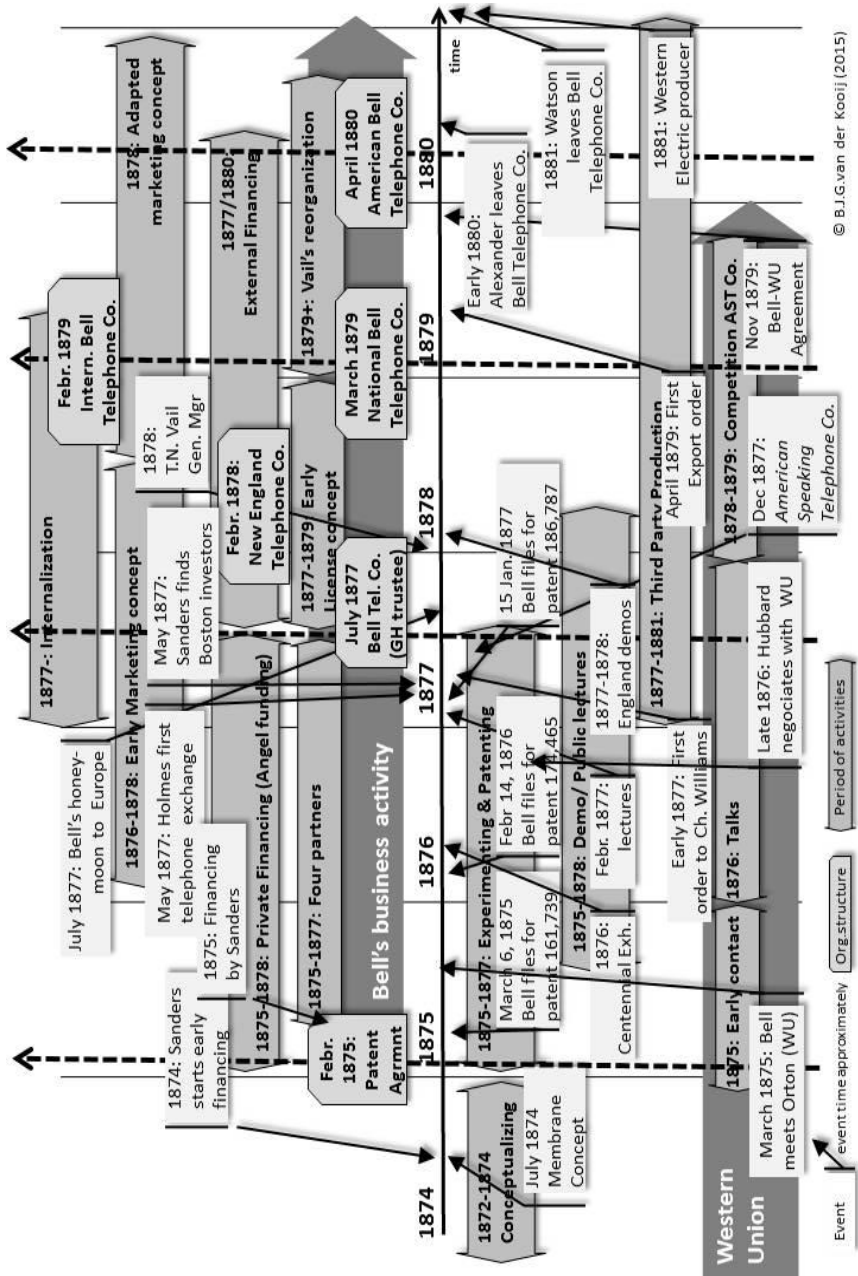 1877-: Internalization
Febr. 1879
Intern. Bell
Telephone Co.
July 1877: Bell's honey-
moon to Europe
1876-1878: Early Marketing concept
1878: Adapted
marketing concept
May 1877: Holmes first
telephone exchange
May 1877:
Sanders finds
Boston investors
1878:
T.N. Vail
Gen. Mgr
1874: Sanders
starts early
financing
1875: Financing
by Sanders
1875-1878: Private Financing (Angel funding)
Febr. 1878:
New England
Telephone Co.
1877/1880:
External Financing
1875-1877: Four partners
1877-1879/ Early
License concept
1879+: Vail's reorganization
Febr.
1875:
Patent
Agrmnt
Bell's business activity
July 1877
Bell Tel. Co.
(GH trustee)
March 1879
National Bell
Telephone Co.
April 1880
American Bell
Telephone Co.
1874
1875
1876
1877
1878
1879
1880
time
1872-1874
Conceptualizing
July 1874
Membrane
Concept
1875-1877: Experimenting & Patenting
March 6, 1875
Bell files for
patent 161,739
Febr 14, 1876
Bell files for
patent 174,465
15 Jan. 1877
Bell files for
patent 186,787
Early 1880:
Alexander leaves
Bell Telephone Co.
1881: Watson
leaves Bell
Telephone Co.
1875-1878: Demo/ Public lectures
1876:
Centennial Exh.
Febr. 1877:
lectures
1877-1878:
England demos
1877-1881: Third Party Production
Early 1877: First
order to Ch. Williams
April 1879: First
Export order
1881: Western
Electric producer
Western
Union
1875: Early contact
1876: Talks
1878-1879: Competition AST Co.
March 1875: Bell
meets Orton (WU)
Late 1876: Hubbard
negociates with WU
Dec 1877:
American
Speaking
Telephone Co.
Nov 1879:
Bell-WU
Agreement
Event
event time approximately
Org.structure
Period of activities
© B.J.G.van der Kooij (2015)